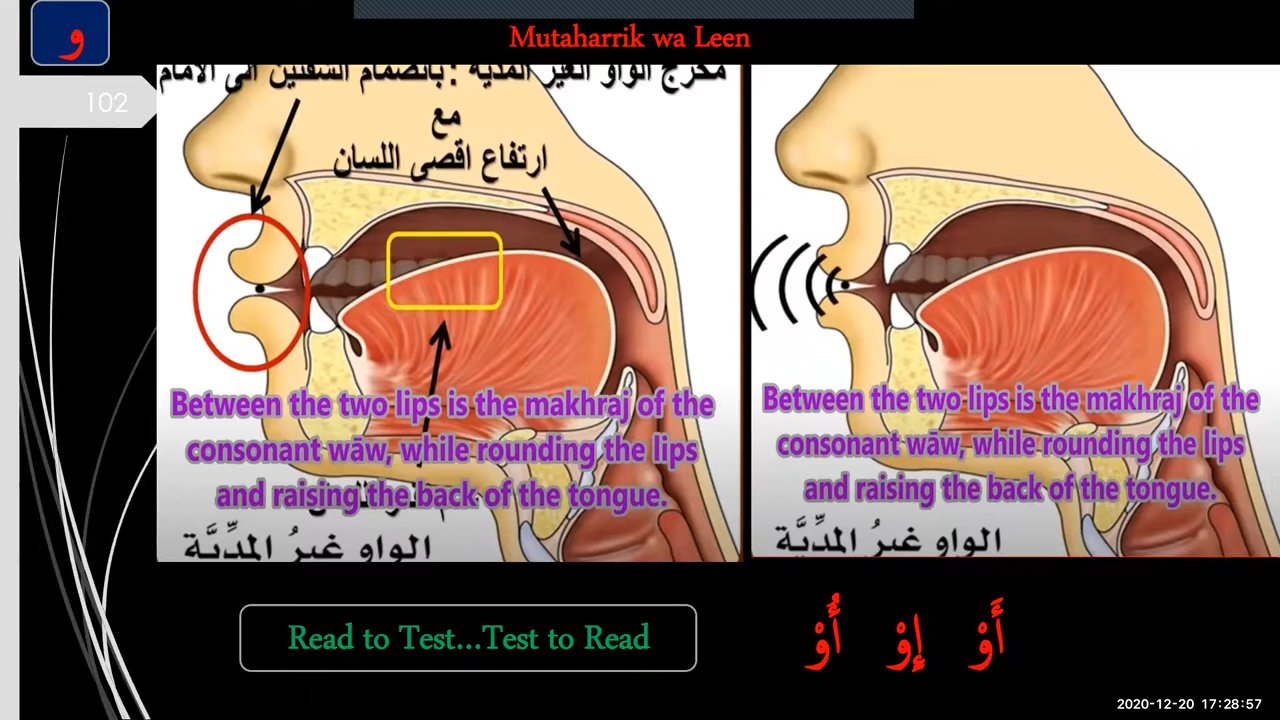 و
Mutaharrik wa Leen
102
مخرج الواو الغير المدية : بانضمام الشفتين الى الامام
مع
ارتفاع اقصى اللسان
Between the two lips is the makhraj of the
consonant wāw, while rounding the lips
and raising the back of the tongue.
الواو غيرُ المدِّيَّة
Between the two lips is the makhraj of the
consonant wāw, while rounding the lips
and raising the back of the tongue.
الواو غيرُ المدِّيَّة
Read to Test...Test to Read
أَوْ إِوْ أُوْ
2020-12-20 17:28:57